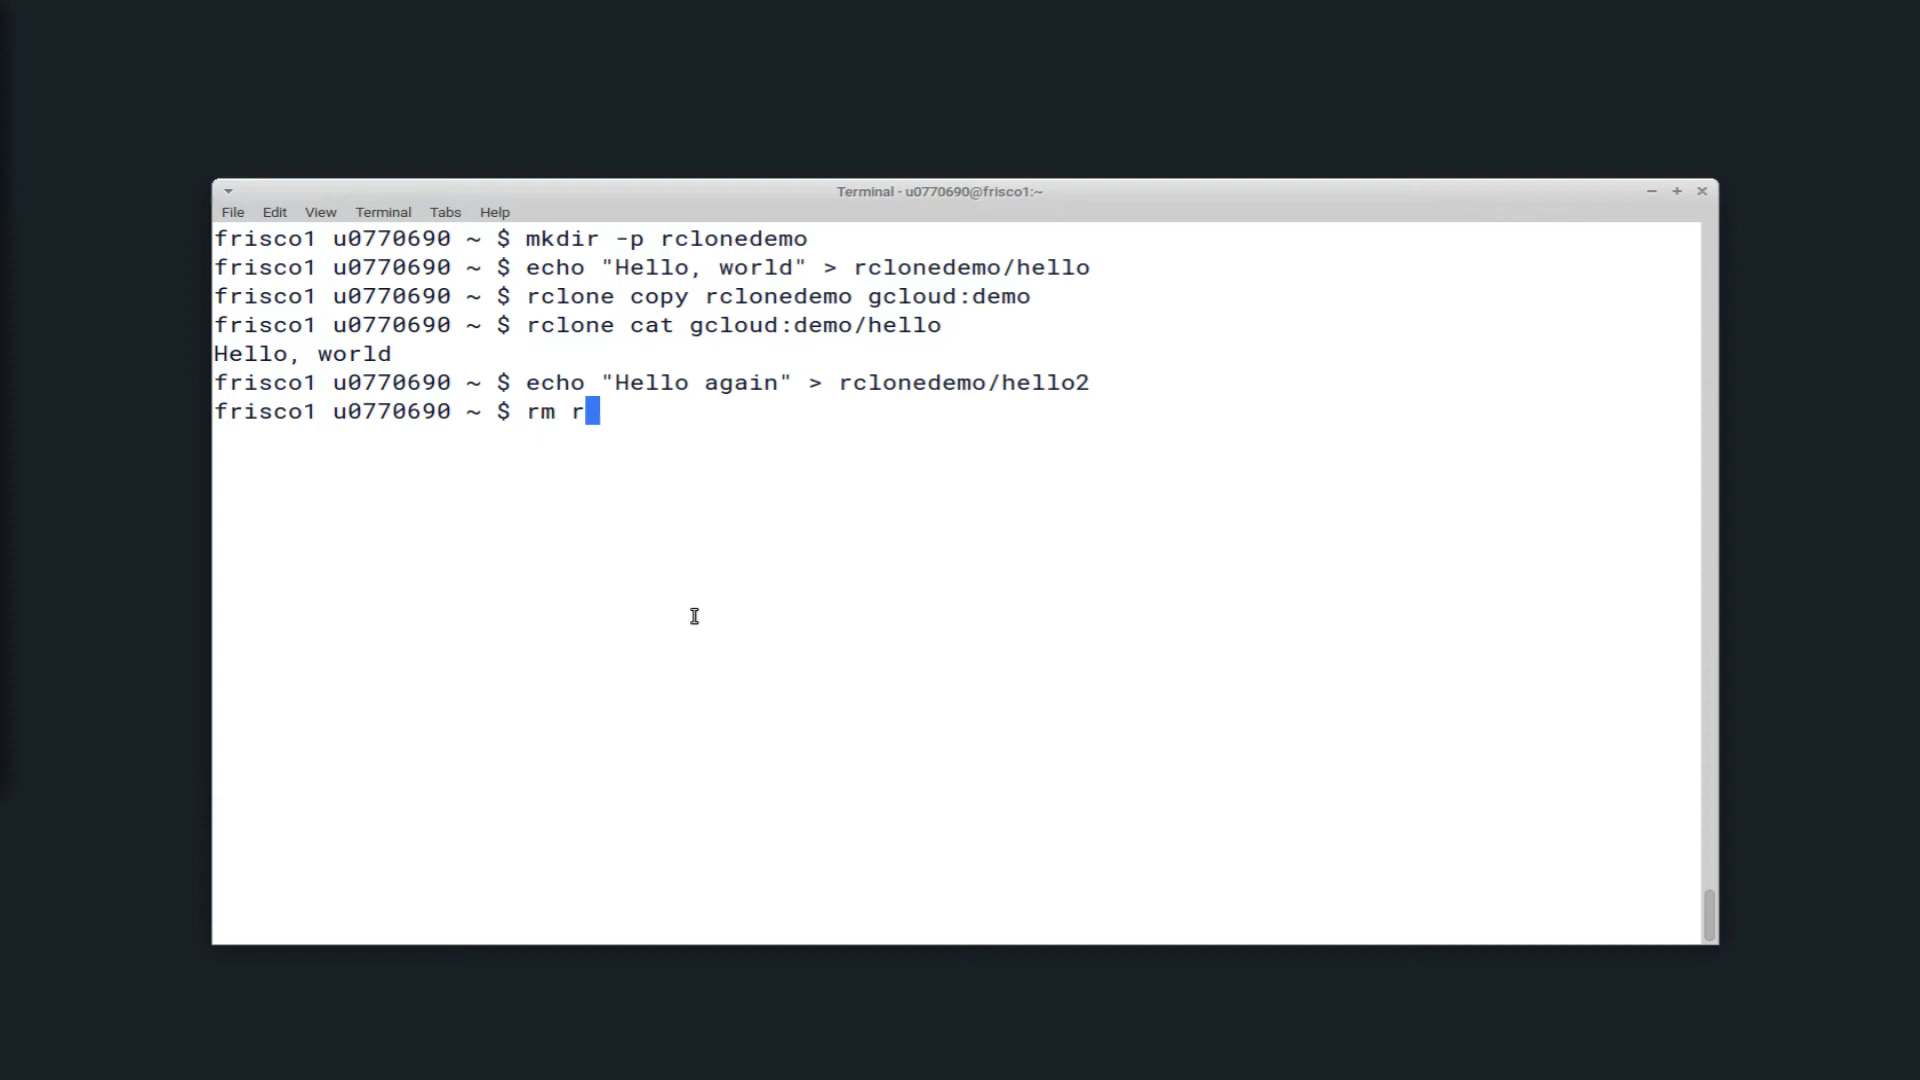 Terminal - u0770690@frisco1:~
File Edit View Terminal Tabs Help
frisco1 u0770690 ~ $ mkdir -p rclonedemo
frisco1 u0770690 ~ $ echo "Hello, world" > rclonedemo/hello
frisco1 u0770690 ~ $ rclone copy rclonedemo gcloud:demo
frisco1 u0770690 ~ $ rclone cat gcloud:demo/hello
Hello, world
frisco1 u0770690 ~ $ echo "Hello again" > rclonedemo/hello2
frisco1 u0770690 ~ $ rm r